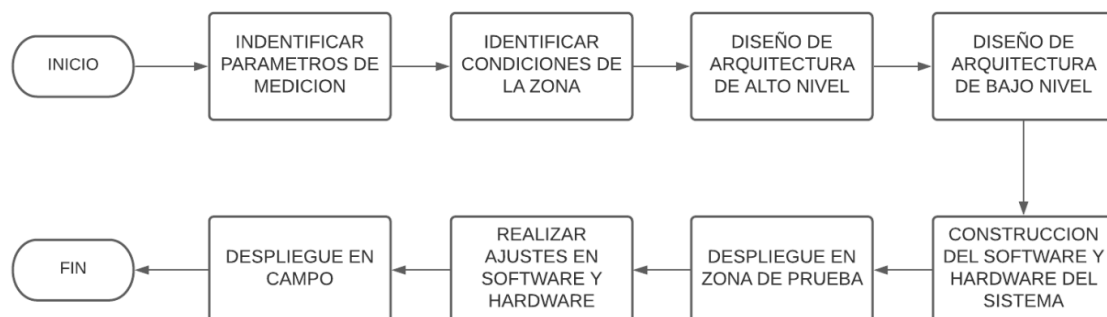 INICIO
INDENTIFICAR
PARAMETROS DE
MEDICION
IDENTIFICAR
CONDICIONES DE
LA ZONA
DISEÑO DE
ARQUITECTURA
DE ALTO NIVEL
DISEÑO DE
ARQUITECTURA
DE BAJO NIVEL
CONSTRUCCION
DEL SOFTWARE Y
HARDWARE DEL
SISTEMA
DESPLIEGUE EN
ZONA DE PRUEBA
REALIZAR
AJUSTES EN
SOFTWARE Y
HARDWARE
DESPLIEGUE EN
CAMPO
FIN